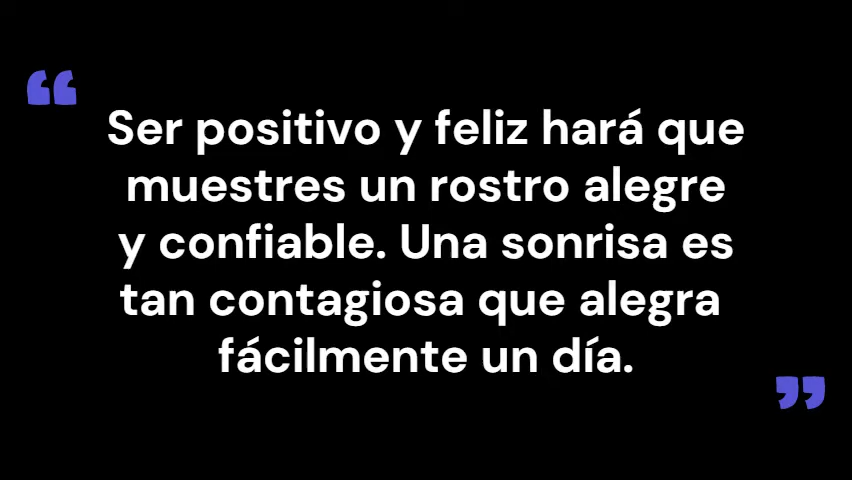 “
Ser positivo y feliz hará que
muestres un rostro alegre
y confiable. Una sonrisa es
tan contagiosa que alegra
fácilmente un día.
”